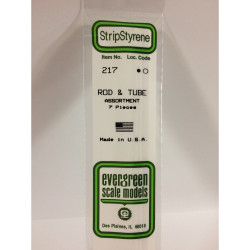 StripStyrene
Item No. Loc. Code
217
ROD & TUBE
ASSORTMENT
7 Pieces
Made In U.S.A.
evergreen
scale models
Des Plaines, IL 60018